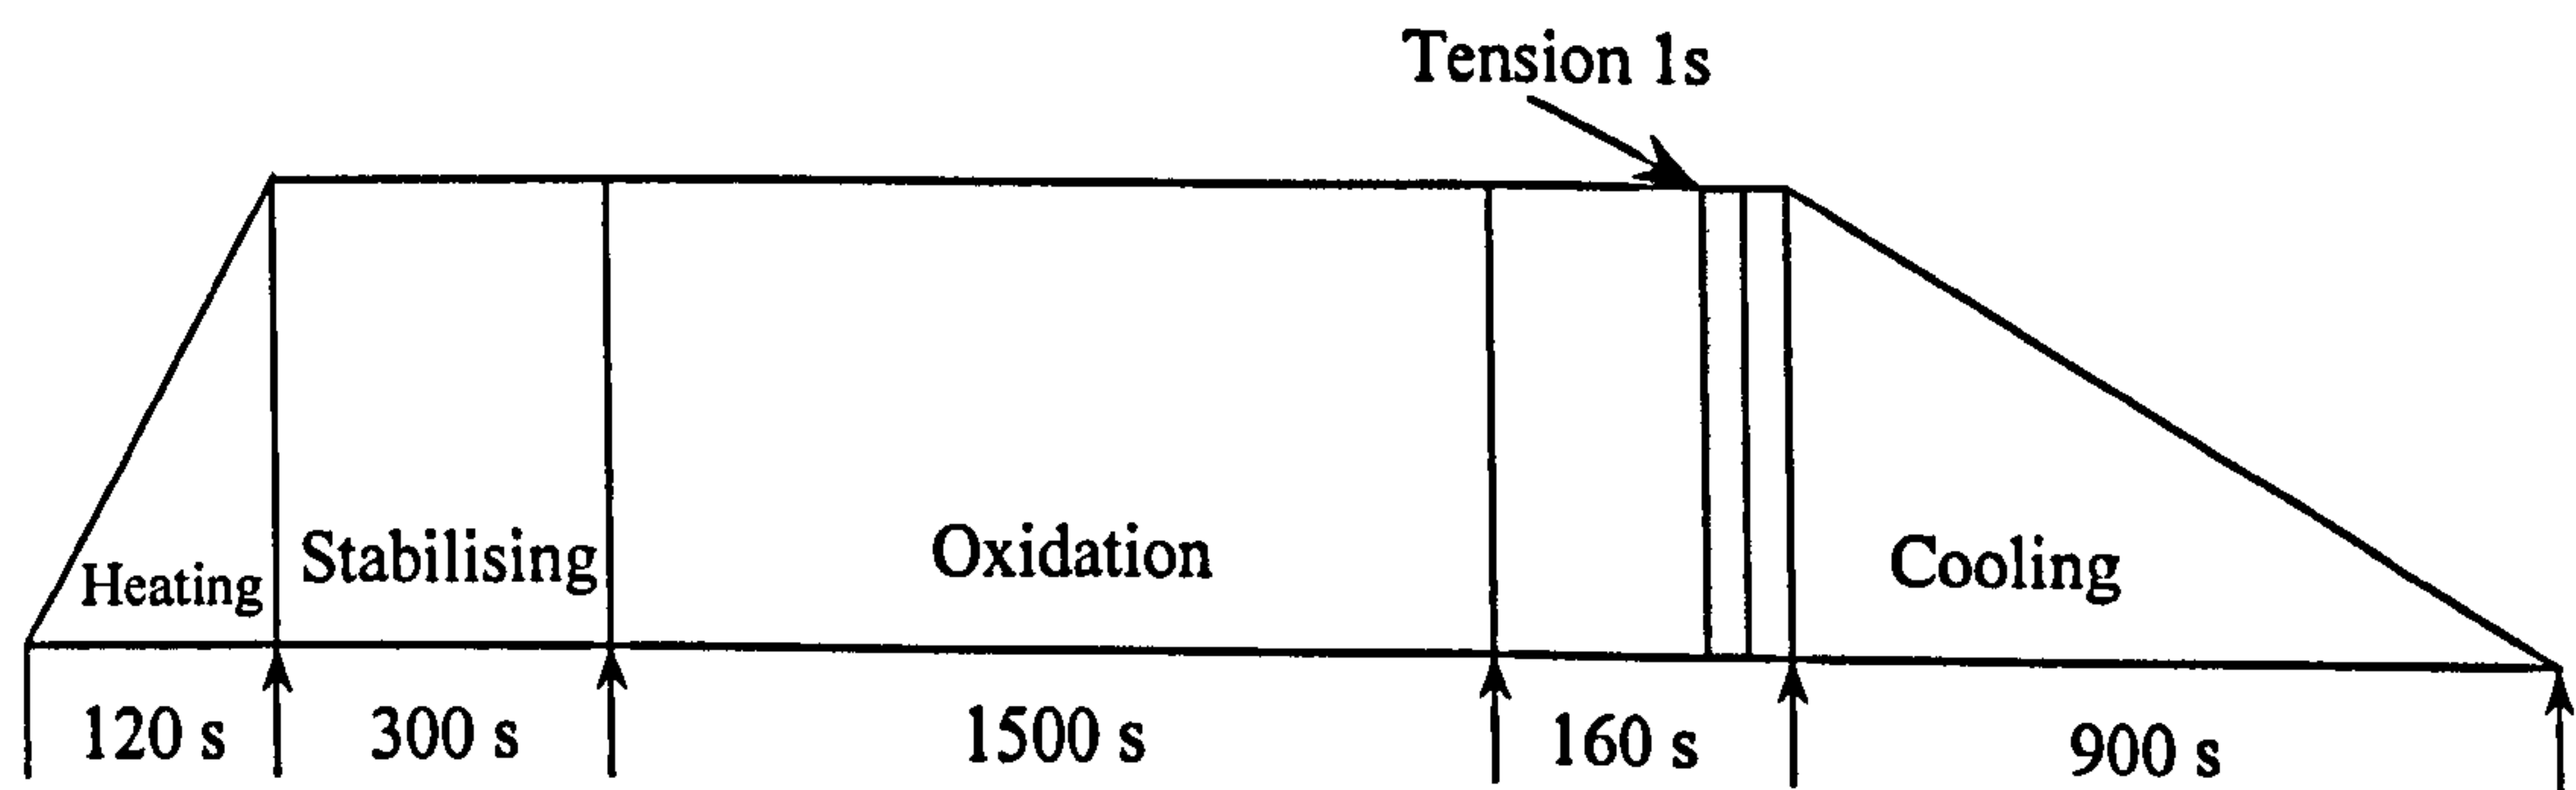 Tension 1s
Heating
Stabilising
Oxidation
Cooling
120 s
300 s
1500 s
160 s
900 s